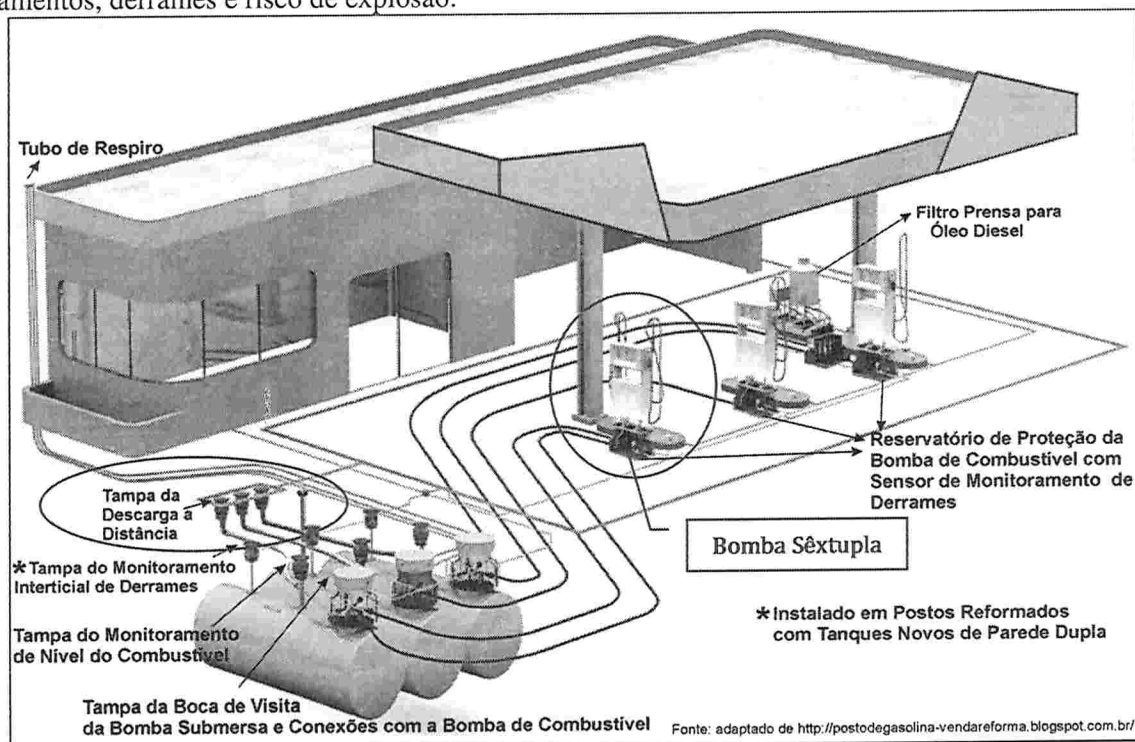 amentos, derrames e risco de explosão.
Tubo de Respiro
Filtro Prensa para
Óleo Diesel
Tampa da
Descarga à
Distância
Reservatório de Proteção da
Bomba de Combustível com
Sensor de Monitoramento de
Derrames
Bomba Sêxtupla
*Tampa do Monitoramento
Intersticial de Derrames
*Instalado em Postos Reformados
com Tanques Novos de Parede Dupla
Tampa do Monitoramento
de Nível do Combustível
Tampa da Boca de Visita
da Bomba Submersa e Conexões com a Bomba de Combustível
Fonte: adaptado de http://postodegasolina-vendareforma.blogspot.com.br/